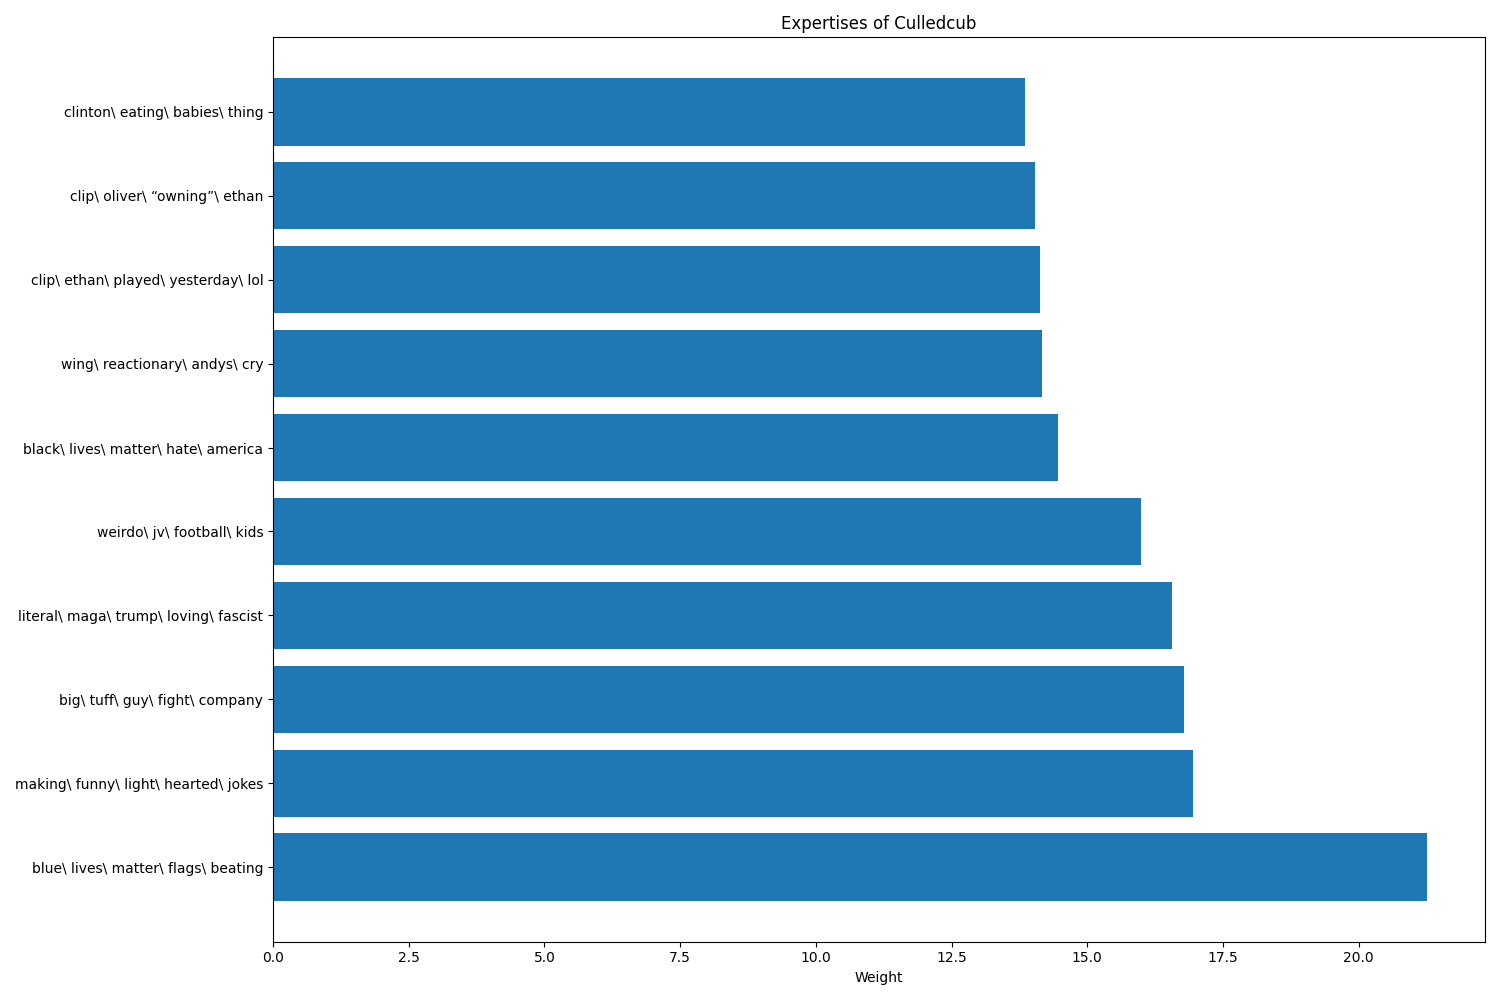 Expertises of Culledcub
clinton\ eating\ babies\ thing
clip\ oliver\ “owning”\ ethan
clip\ ethan\ played\ yesterday\ lol
wing\ reactionary\ andys\ cry
black\ lives\ matter\ hate\ america
weirdo\ jv\ football\ kids
literal\ maga\ trump\ loving\ fascist
big\ tuff\ guy\ fight\ company
making\ funny\ light\ hearted\ jokes
blue\ lives\ matter\ flags\ beating
0.0 2.5 5.0 7.5 10.0 12.5 15.0 17.5 20.0
Weight